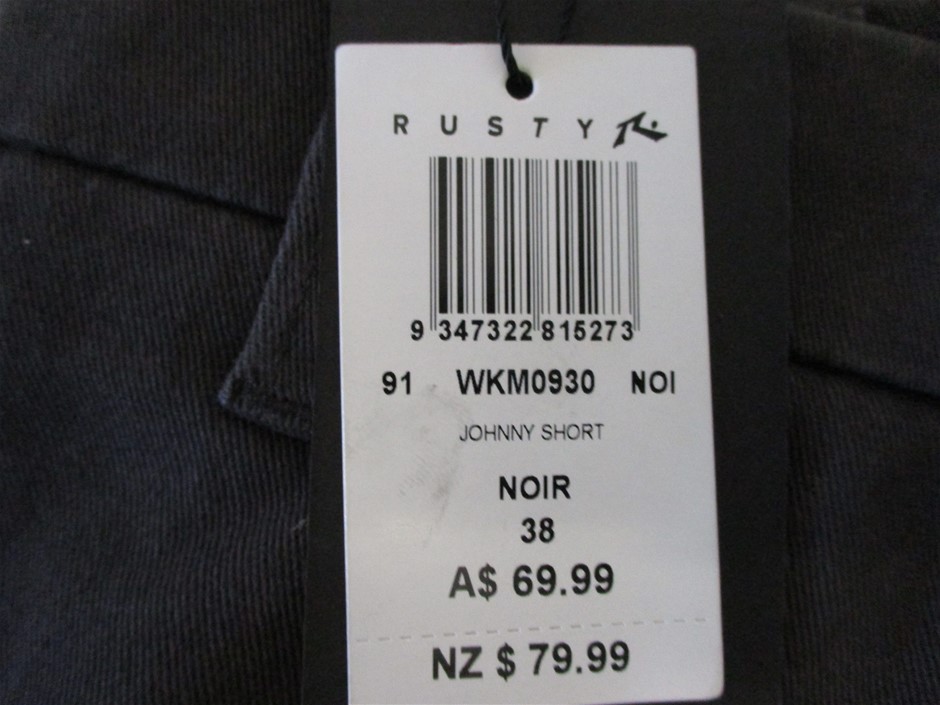 RUSTY
9 347322 815273
91 WKM0930 NOI
JOHNNY SHORT
NOIR
38
A$ 69.99
NZ $ 79.99